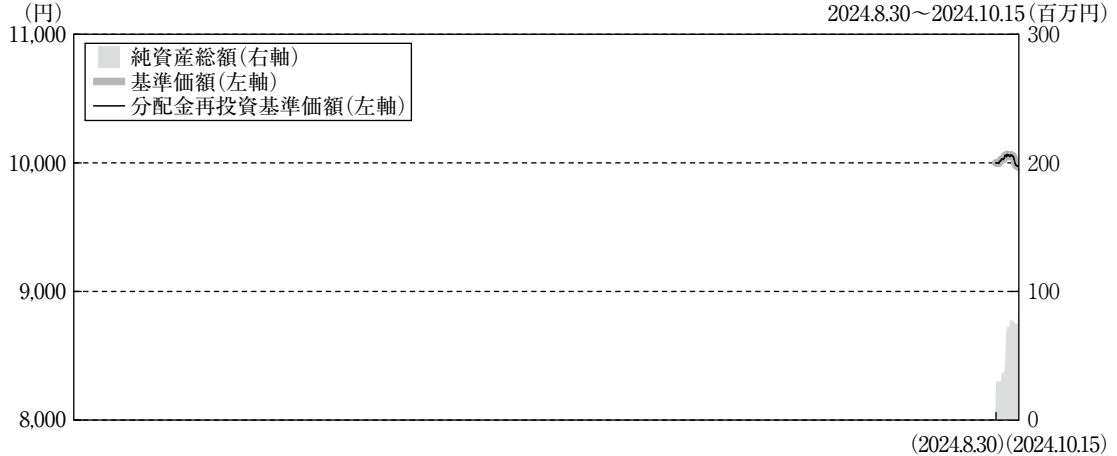 (円)
2024.8.30～2024.10.15(百万円)
11,000
300
純資産総額(右軸)
基準価額(左軸)
分配金再投資基準価額(左軸)
10,000
200
9,000
100
8,000
0
(2024.8.30)(2024.10.15)